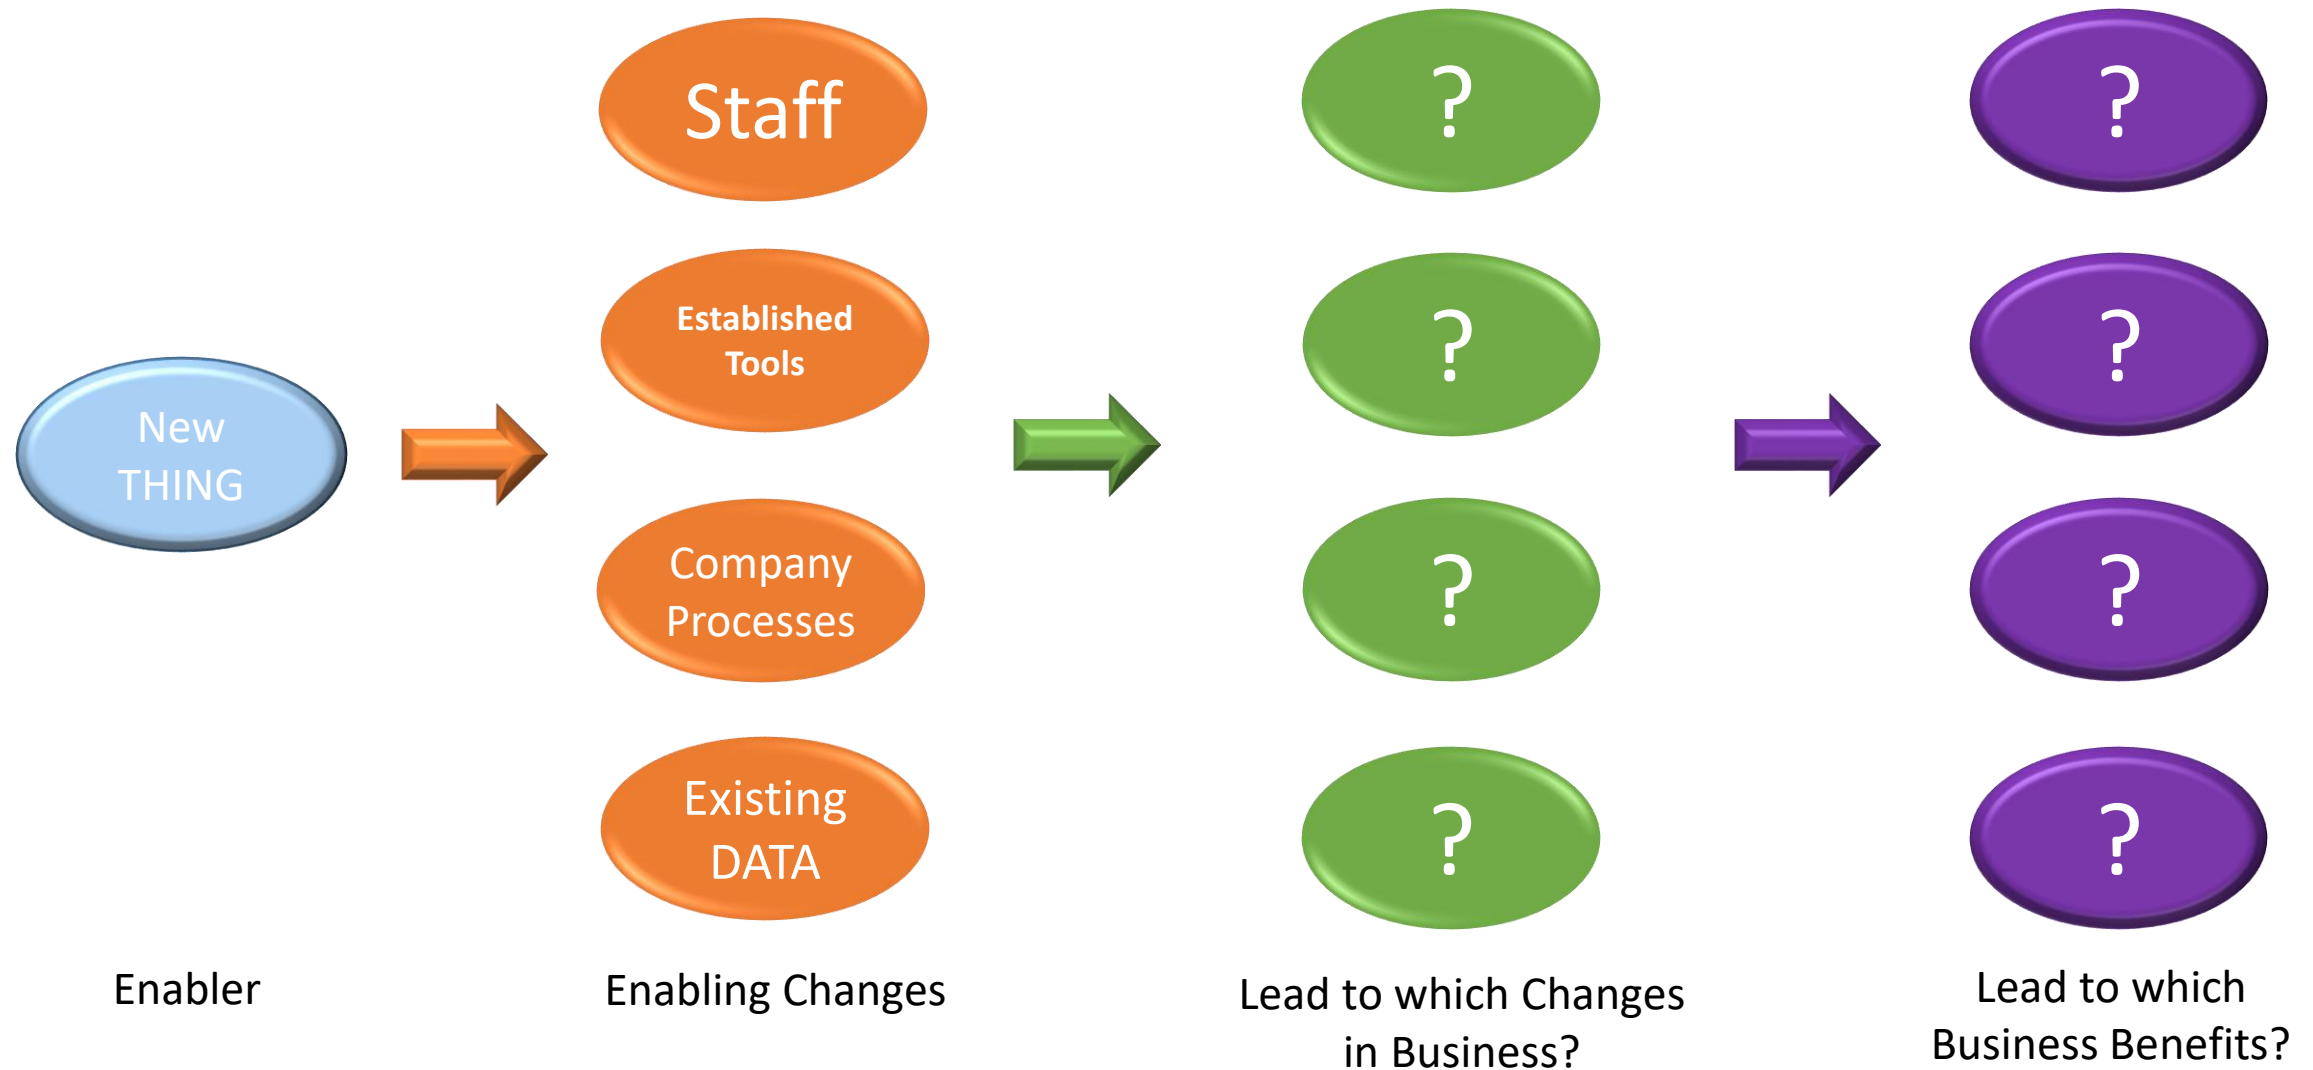 Staff
?
?
Established
Tools
?
?
New
THING
Company
Processes
?
?
Existing
DATA
?
?
Enabler
Enabling Changes
Lead to which Changes
in Business?
Lead to which
Business Benefits?